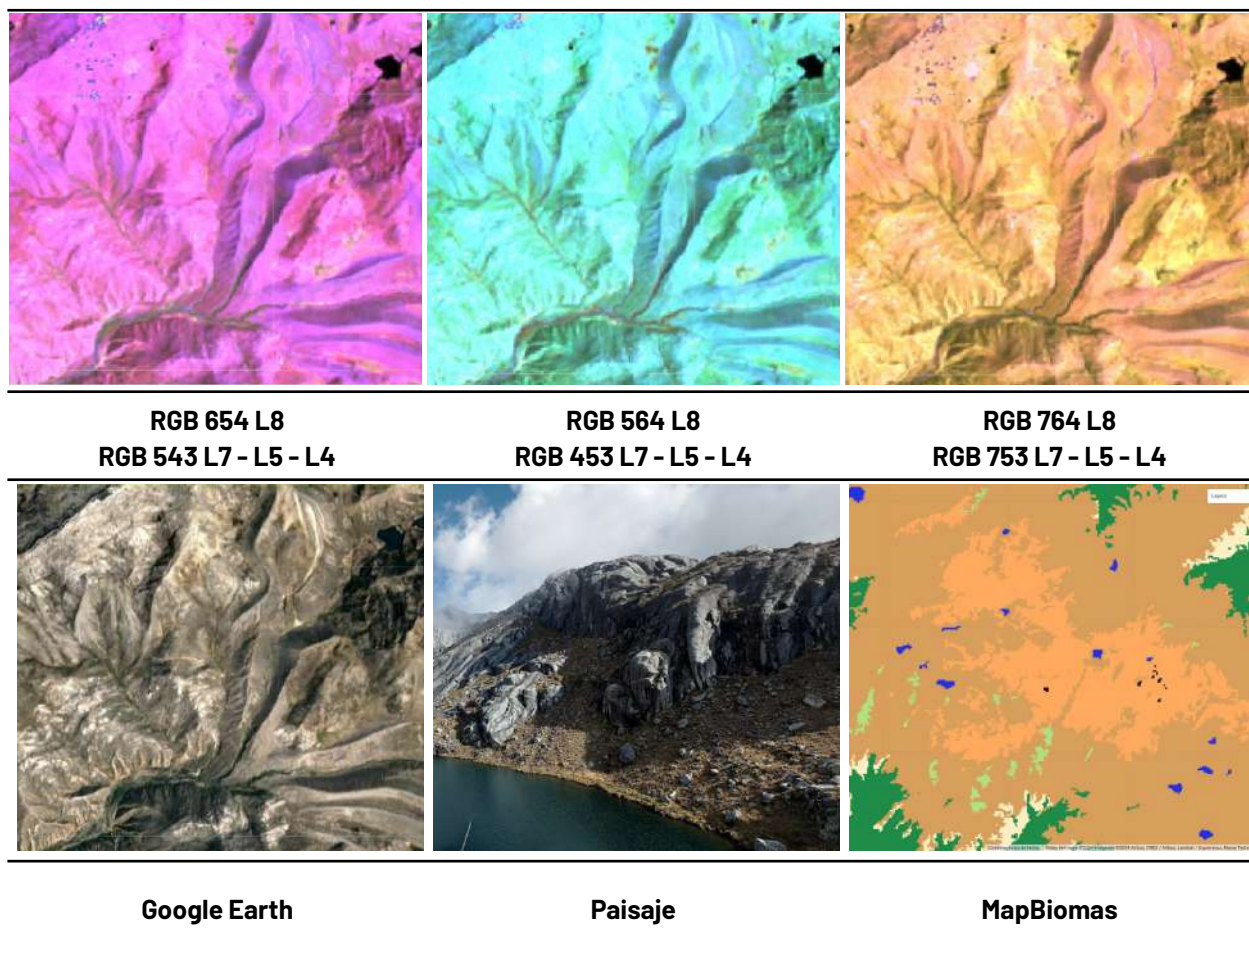 RGB 654 L8
RGB 543 L7 - L5 - L4
RGB 564 L8
RGB 453 L7 - L5 - L4
RGB 764 L8
RGB 753 L7 - L5 - L4
Google Earth
Paisaje
MapBiomas